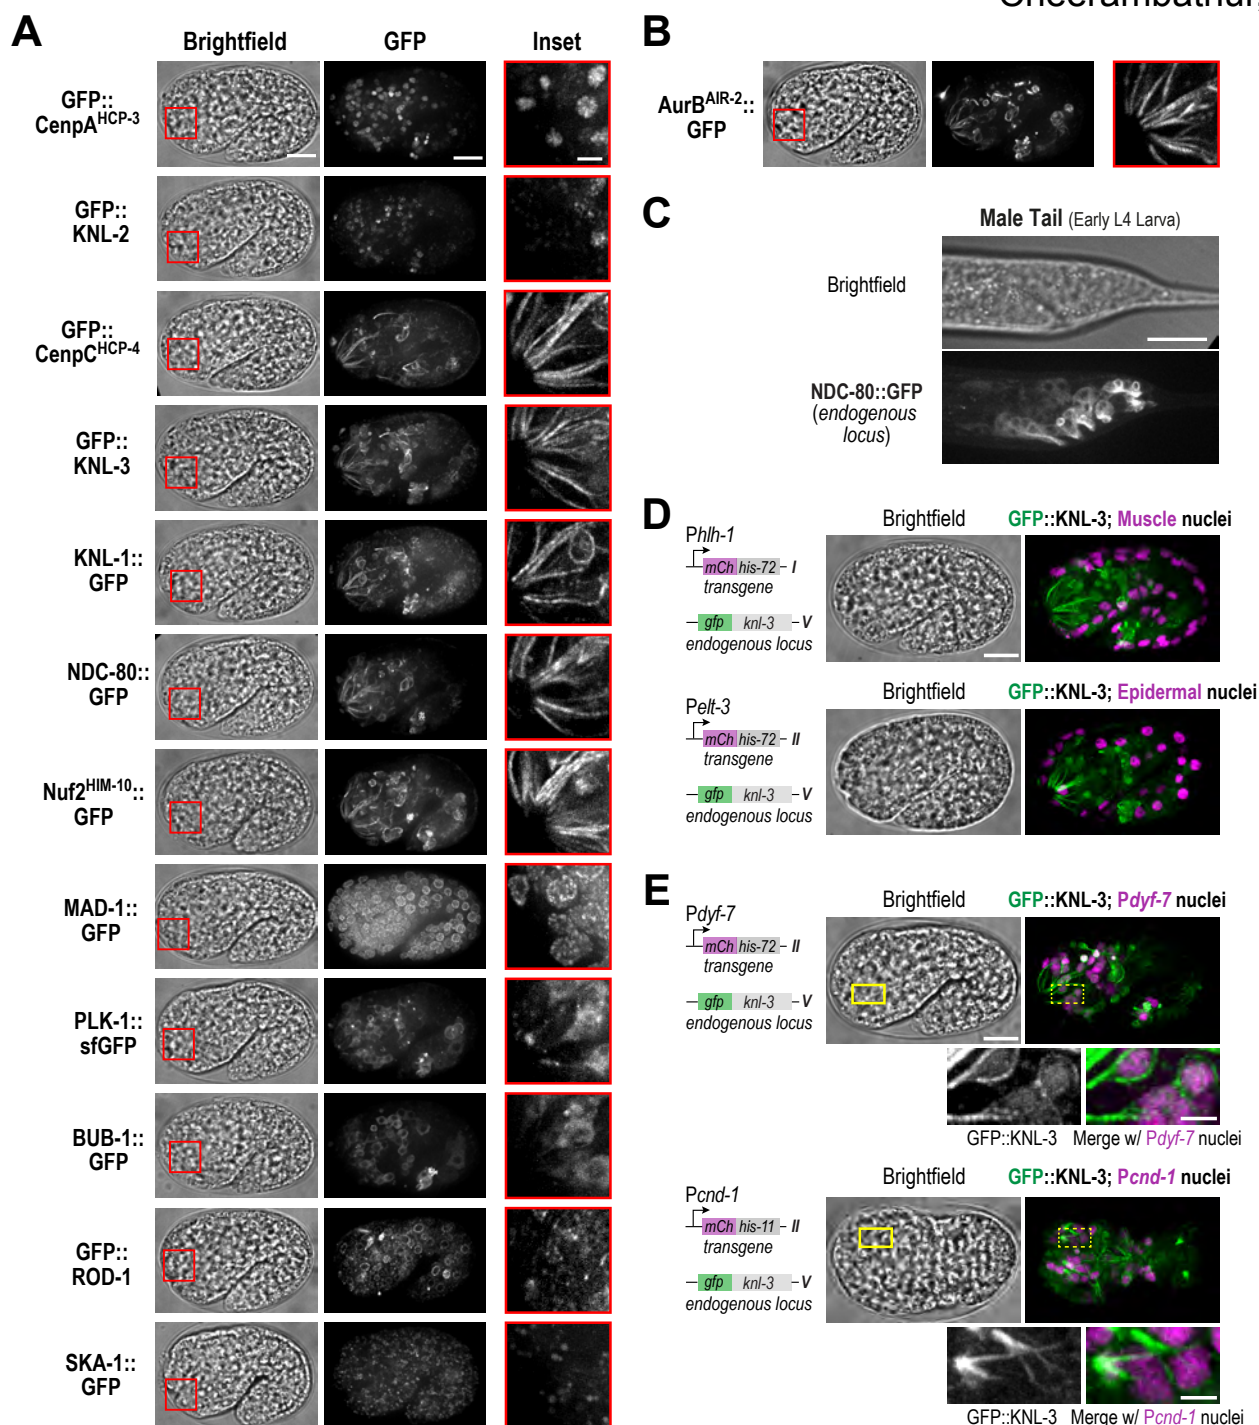 A
Brightfield GFP Inset
GFP::
CenpA^HCP-3
GFP::
KNL-2
GFP::
CenpC^HCP-4
GFP::
KNL-3
KNL-1::
GFP
NDC-80::
GFP
Nuf2^HIM-10::
GFP
MAD-1::
GFP
PLK-1::
sfGFP
BUB-1::
GFP
GFP::
ROD-1
SKA-1::
GFP
B
AurB^AIR-2::
GFP
C
Male Tail (Early L4 Larva)
Brightfield
NDC-80::GFP
(endogenous
locus)
D
Phlh-1
mCh his-72 I
transgene
gfp knl-3 V
endogenous locus
Brightfield GFP::KNL-3; Muscle nuclei
Pelt-3
mCh his-72 II
transgene
gfp knl-3 V
endogenous locus
Brightfield GFP::KNL-3; Epidermal nuclei
E
Pdyf-7
mCh his-72 II
transgene
gfp knl-3 V
endogenous locus
Brightfield GFP::KNL-3; Pdyf-7 nuclei
GFP::KNL-3 Merge w/ Pdyf-7 nuclei
Pcnd-1
mCh his-11 II
transgene
gfp knl-3 V
endogenous locus
Brightfield GFP::KNL-3; Pcnd-1 nuclei
GFP::KNL-3 Merge w/ Pcnd-1 nuclei